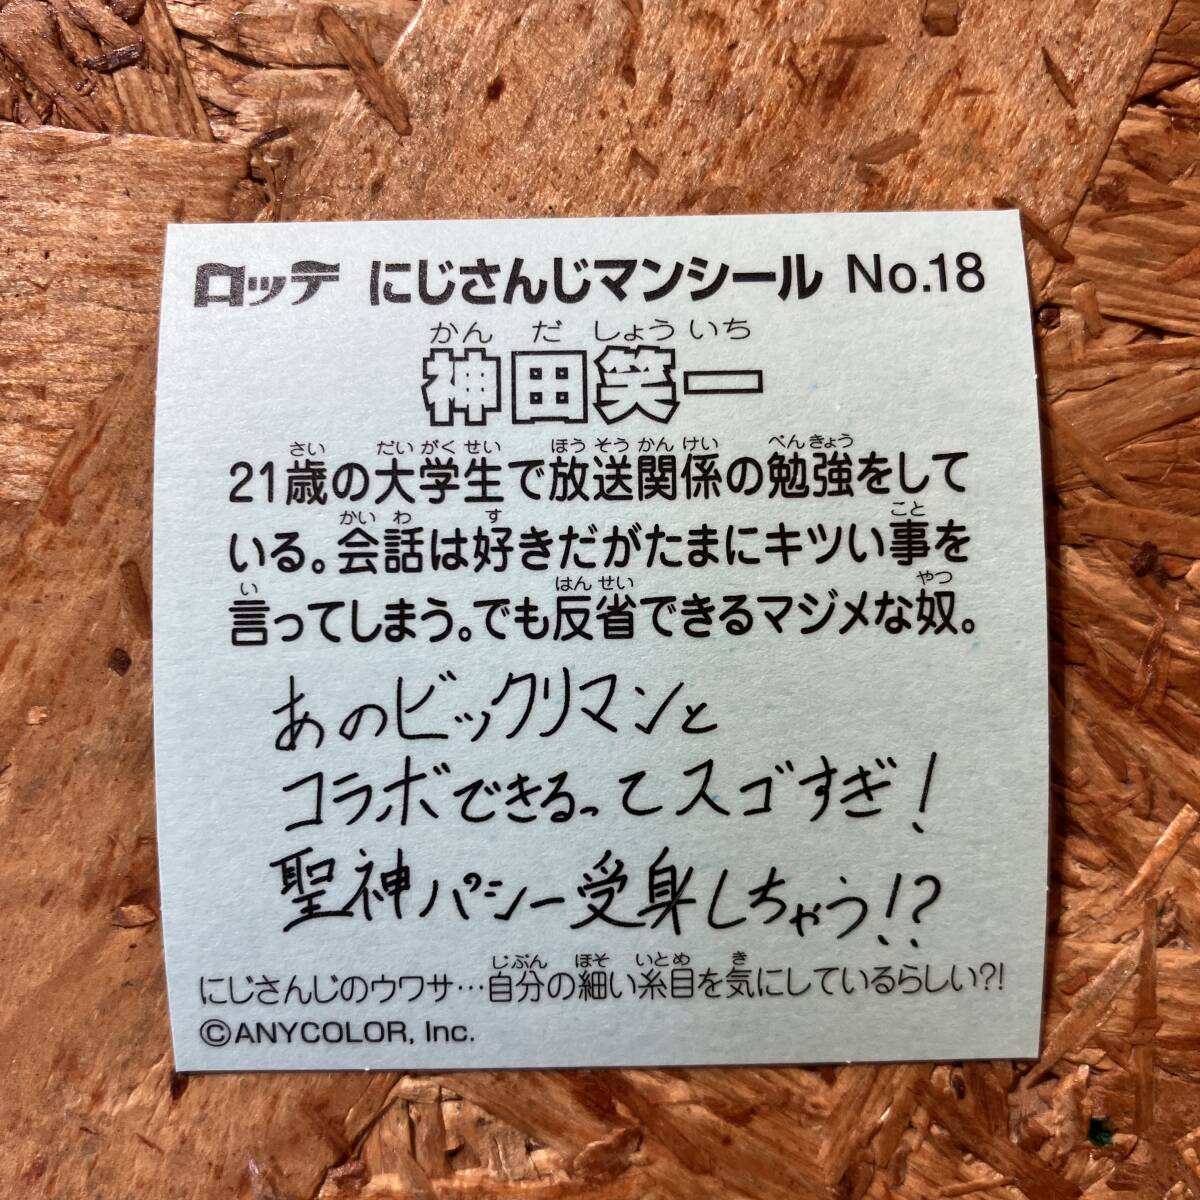 ロッテ にじさんじマンシール No.18
かん だ しょう いち
神田笑一
さい だい がく せい ほう そう かん けい べんきょう
21歳の大学生で放送関係の勉強をして
かい わ す こと
いる。会話は好きだがたまにキツい事を
い はん せい やつ
言ってしまう。でも反省できるマジメな奴。
あのビックリマンと
コラボできるってスゴすぎ!
聖神パシー受身しちゃう!?
じぶん ほそ いとめ き
にじさんじのウワサ…自分の細い糸目を気にしているらしい?!
©ANYCOLOR, Inc.